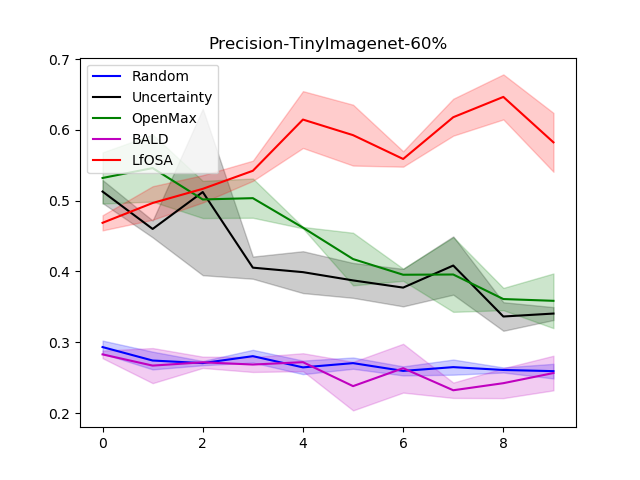 Precision-TinyImagenet-60%
Random
Uncertainty
OpenMax
BALD
LfOSA
0.7
0.6
0.5
0.4
0.3
0.2
0 2 4 6 8